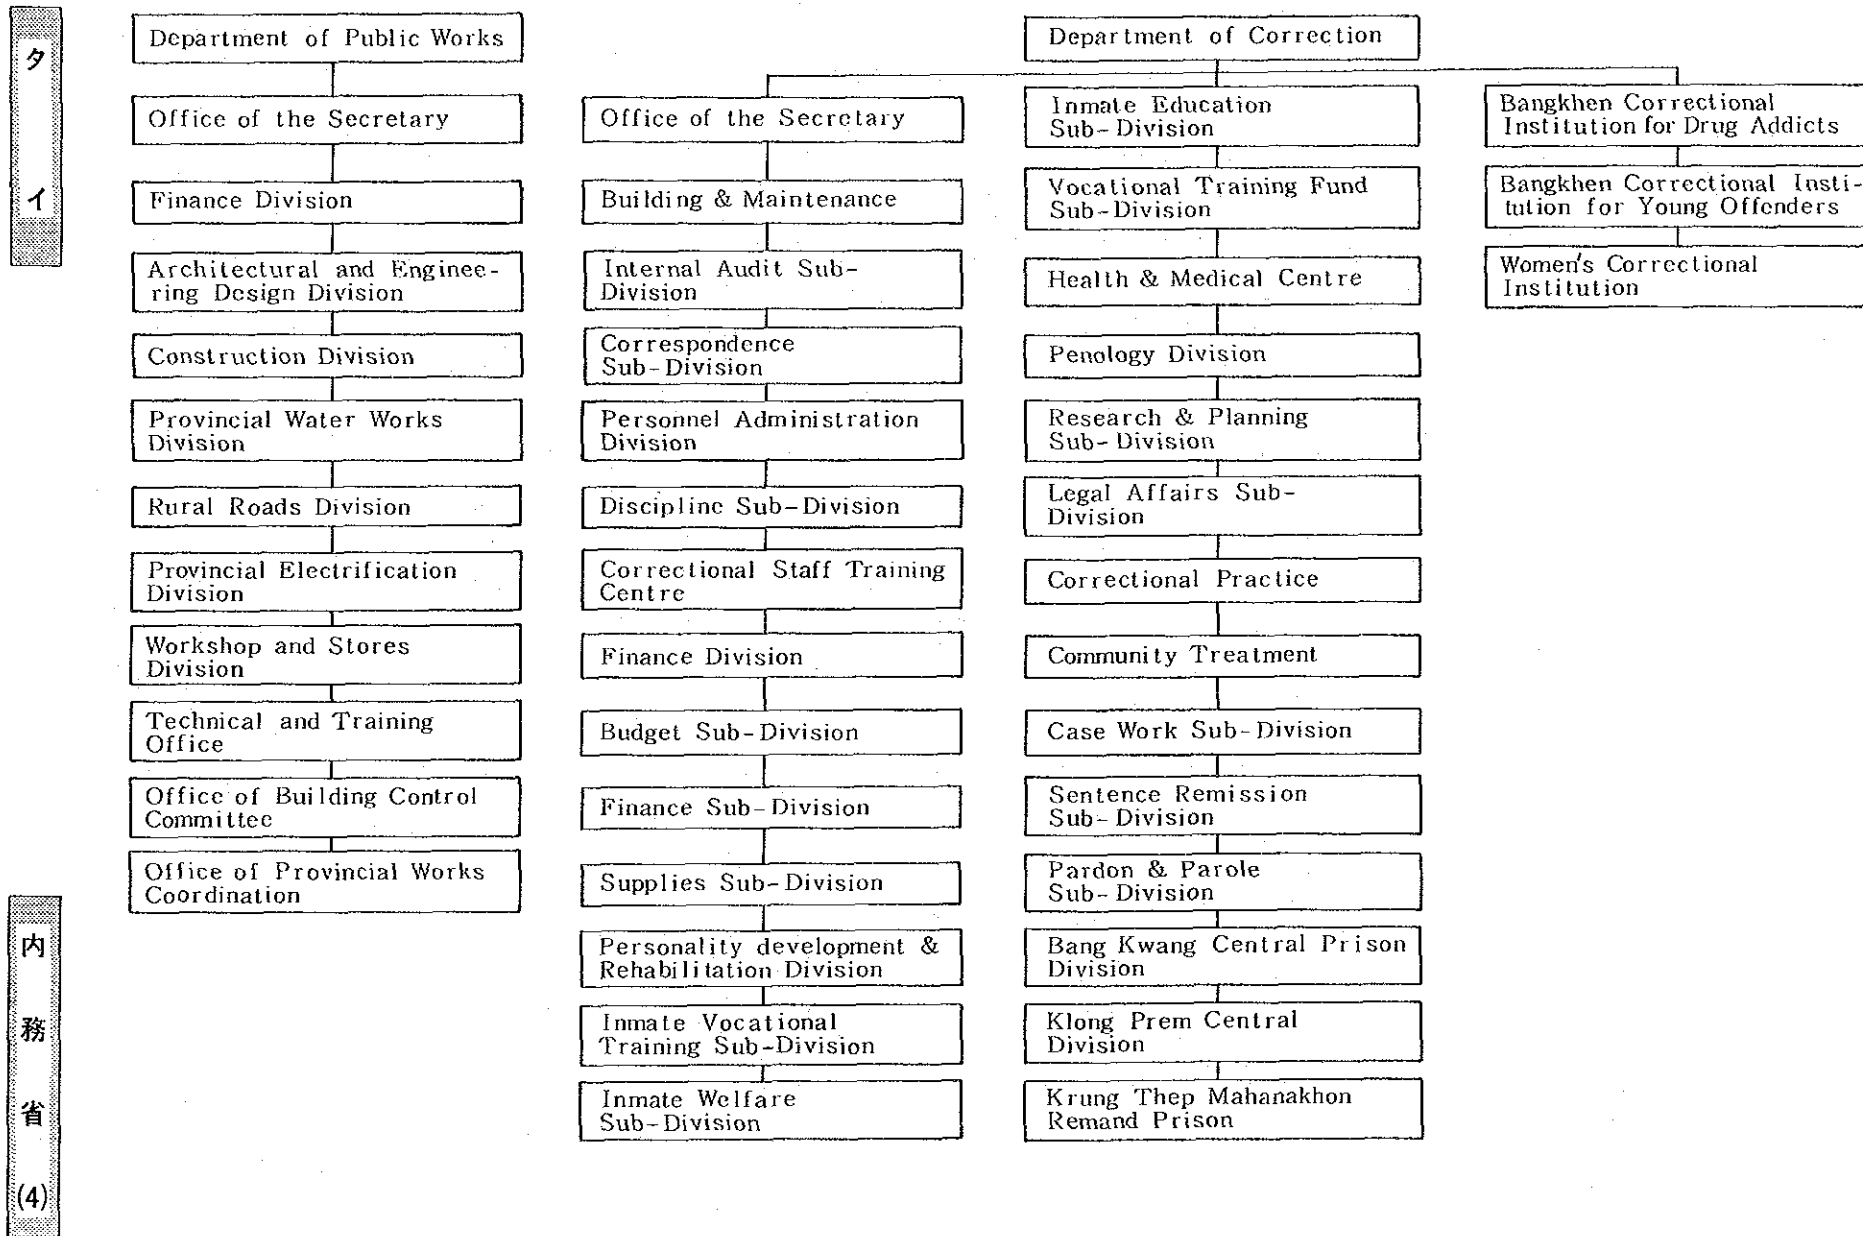 タイ
内務省(4)
Department of Public Works
Office of the Secretary
Finance Division
Architectural and Enginee-
ring Design Division
Construction Division
Provincial Water Works
Division
Rural Roads Division
Provincial Electrification
Division
Workshop and Stores
Division
Technical and Training
Office
Office of Building Control
Committee
Office of Provincial Works
Coordination
Department of Correction
Office of the Secretary
Building & Maintenance
Internal Audit Sub-
Division
Correspondence
Sub-Division
Personnel Administration
Division
Discipline Sub-Division
Correctional Staff Training
Centre
Finance Division
Budget Sub-Division
Finance Sub-Division
Supplies Sub-Division
Personality development &
Rehabilitation Division
Inmate Vocational
Training Sub-Division
Inmate Welfare
Sub-Division
Inmate Education
Sub-Division
Vocational Training Fund
Sub-Division
Health & Medical Centre
Penology Division
Research & Planning
Sub-Division
Legal Affairs Sub-
Division
Correctional Practice
Community Treatment
Case Work Sub-Division
Sentence Remission
Sub-Division
Pardon & Parole
Sub-Division
Bang Kwang Central Prison
Division
Klong Prem Central
Division
Krung Thep Mahanakhon
Remand Prison
Bangkhen Correctional
Institution for Drug Addicts
Bangkhen Correctional Insti-
tution for Young Offenders
Women's Correctional
Institution